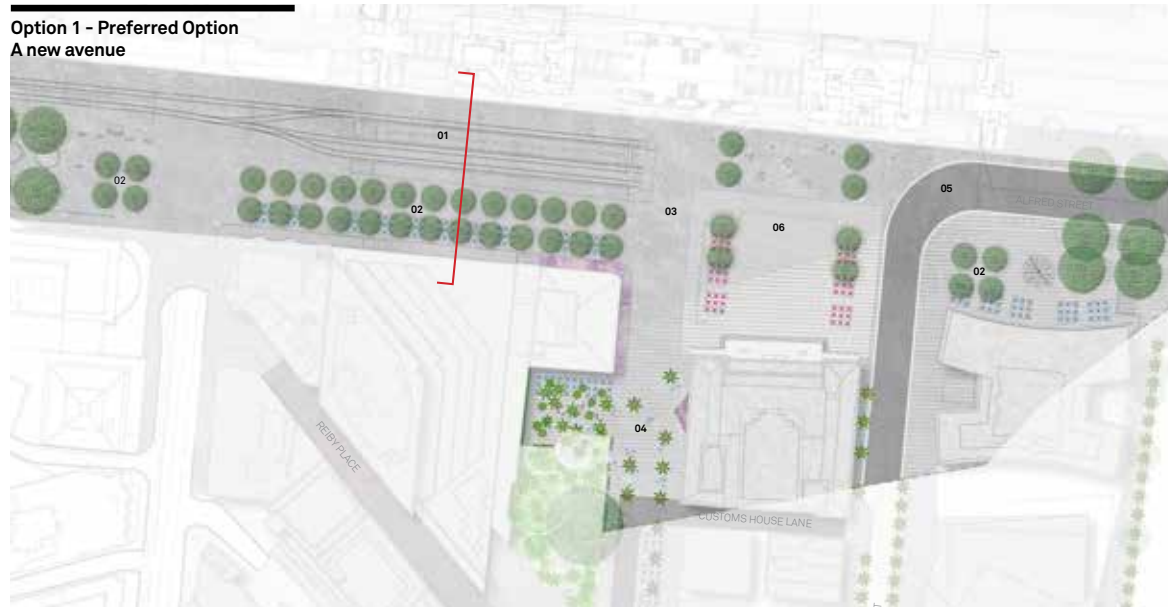 Option 1 - Preferred Option
A new avenue
01
02
02
03
06
05
ALFRED STREET
02
04
REIBY PLACE
CUSTOMS HOUSE LANE